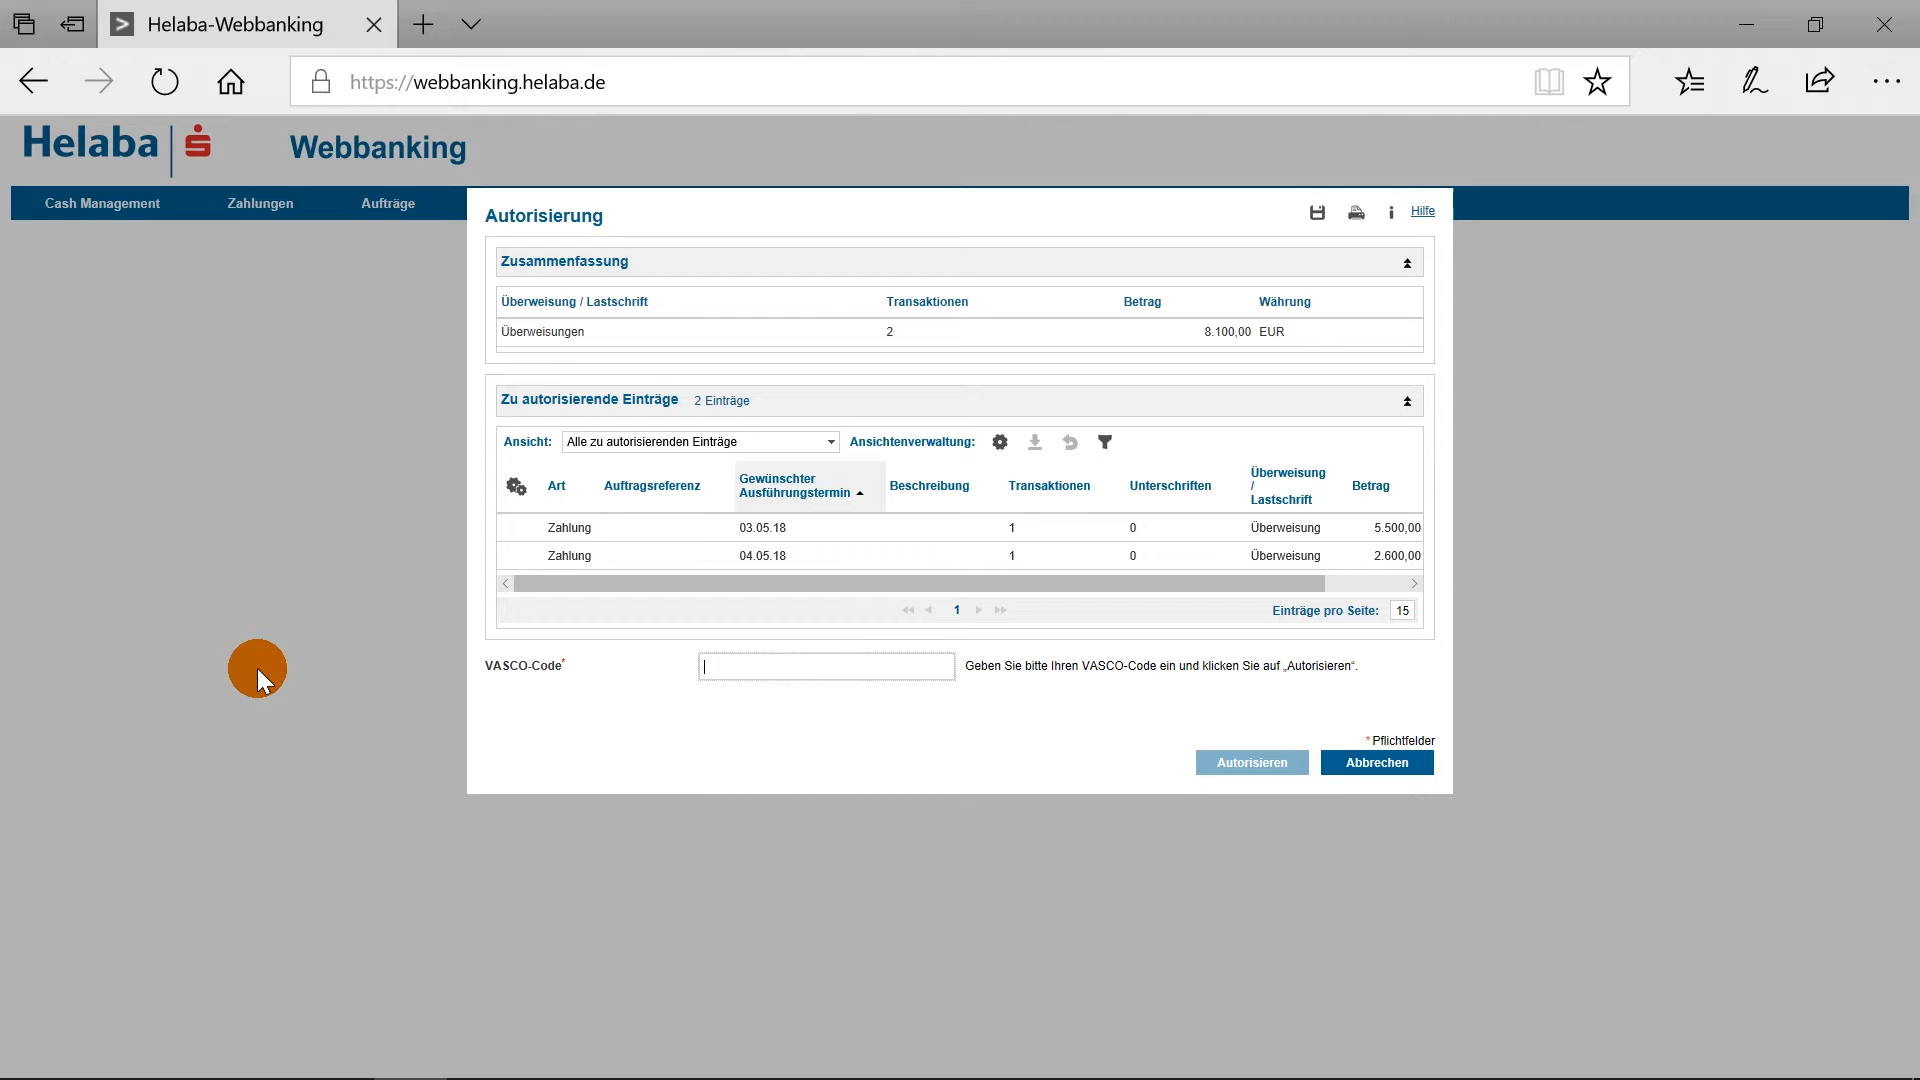 Helaba-Webbanking
https://webbanking.helaba.de
Helaba
Webbanking
Cash Management Zahlungen Aufträge
Autorisierung
Hilfe
Zusammenfassung
Überweisung / Lastschrift Transaktionen Betrag Währung
Überweisungen 2 8.100,00 EUR
Zu autorisierende Einträge 2 Einträge
Ansicht: Alle zu autorisierenden Einträge Ansichtenverwaltung:
Art Auftragsreferenz Gewünschter Ausführungstermin Beschreibung Transaktionen Unterschriften Überweisung / Lastschrift Betrag
Zahlung 03.05.18 1 0 Überweisung 5.500,00
Zahlung 04.05.18 1 0 Überweisung 2.600,00
1 Einträge pro Seite: 15
VASCO-Code* Geben Sie bitte Ihren VASCO-Code ein und klicken Sie auf „Autorisieren“.
* Pflichtfelder
Autorisieren Abbrechen